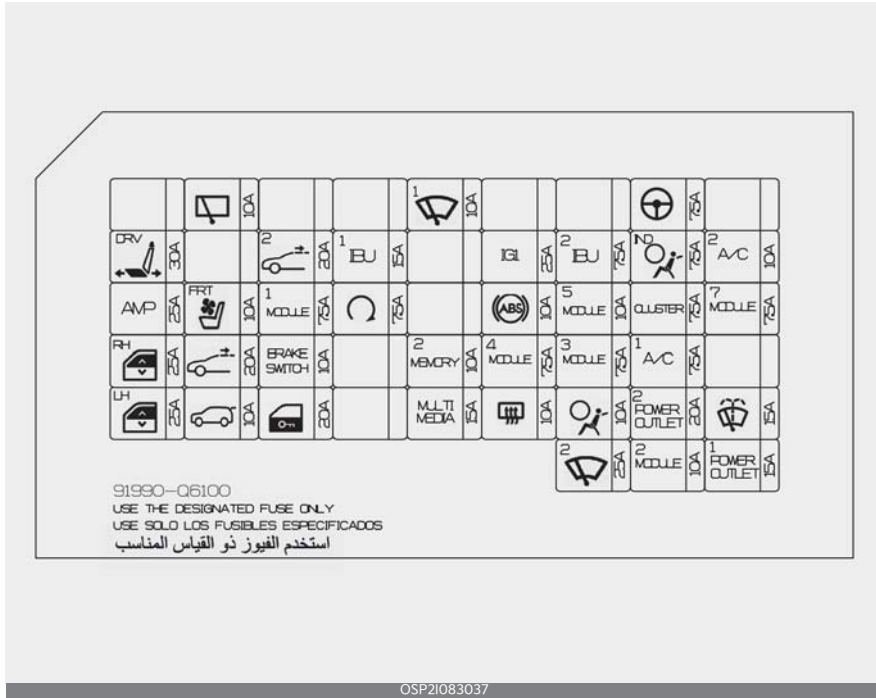 10A 1 10A 7.5A
DRV 30A 2 20A 1 IBU 15A IG1 25A 2 IBU 7.5A IND 7.5A 2 A/C 10A
AMP 25A FRT 10A 1 MODULE 7.5A 7.5A ABS 10A 5 MODULE 10A CLUSTER 7.5A 7 MODULE 7.5A
RH 25A 20A BRAKE SWITCH 10A 2 MEMORY 10A 4 MODULE 7.5A 3 MODULE 7.5A 1 A/C 7.5A
LH 25A 10A 20A MULTI MEDIA 15A 10A 10A 2 POWER OUTLET 20A 15A
2 25A 2 MODULE 10A 1 POWER OUTLET 15A
91990-Q6100
USE THE DESIGNATED FUSE ONLY
USE SOLO LOS FUSIBLES ESPECIFICADOS
استخدم الفيوز ذو القياس المناسب
OSP2I083037